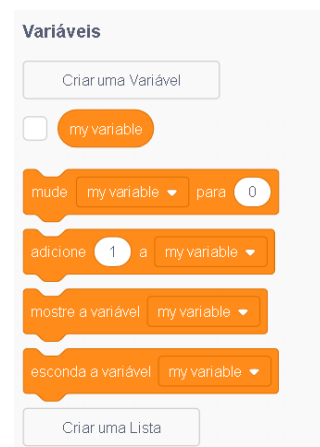 Variáveis
Criar uma Variável
my variable
mude my variable para 0
adicione 1 a my variable
mostre a variável my variable
esconda a variável my variable
Criar uma Lista